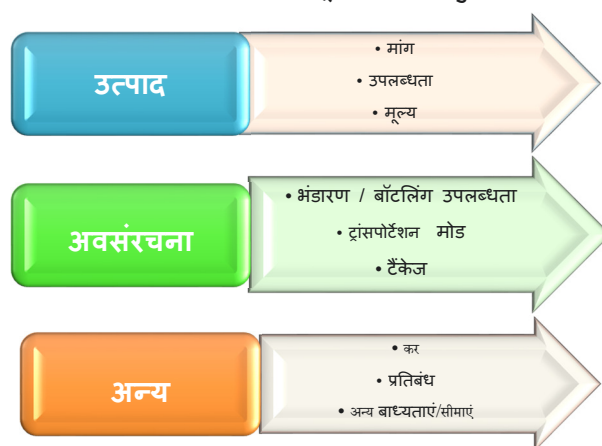 उत्पाद
• मांग
• उपलब्धता
• मूल्य
अवसंरचना
• भंडारण / बॉटलिंग उपलब्धता
• ट्रांसपोर्टेशन मोड
• टैंकेज
अन्य
• कर
• प्रतिबंध
• अन्य बाध्यताएं/सीमाएं